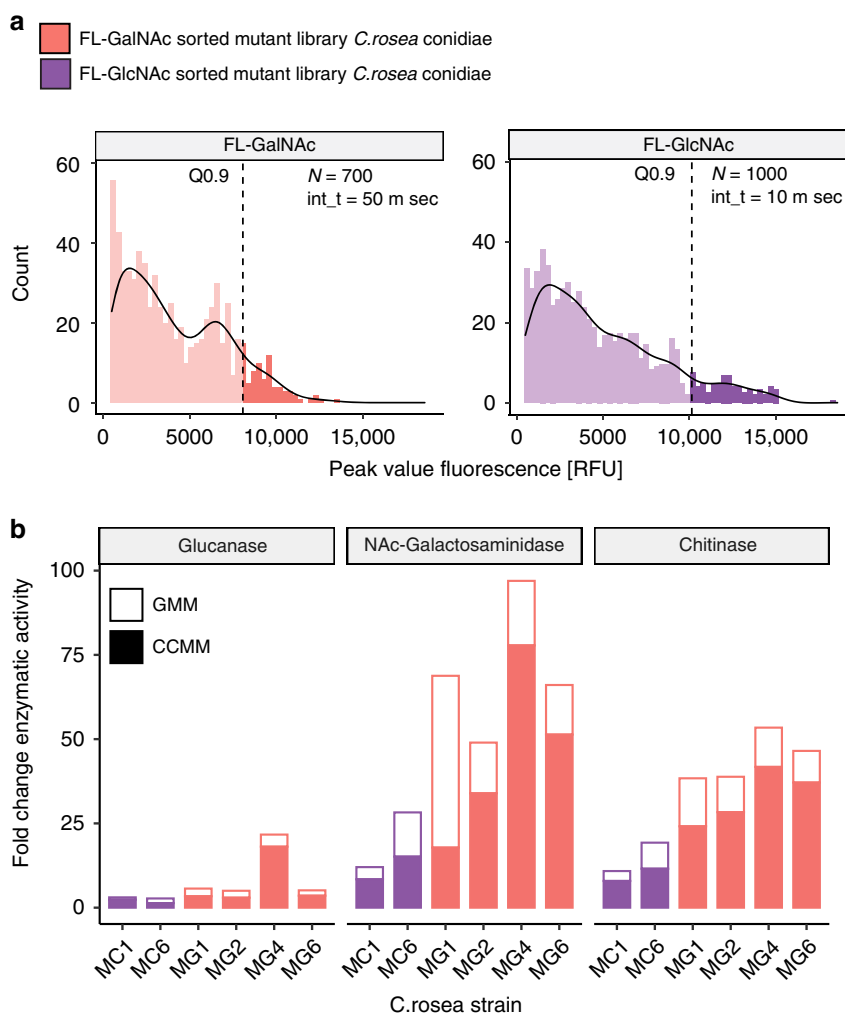 a
FL-GalNAc sorted mutant library C.rosea conidiae
FL-GlcNAc sorted mutant library C.rosea conidiae
FL-GalNAc
FL-GlcNAc
60
40
20
0
Count
Q0.9
N = 700
int_t = 50 m sec
0
5000
10,000
15,000
60
40
20
0
Q0.9
N = 1000
int_t = 10 m sec
0
5000
10,000
15,000
Peak value fluorescence [RFU]
b
Glucanase
NAc-Galactosaminidase
Chitinase
100
75
50
25
0
Fold change enzymatic activity
GMM
CCMM
MC1
MC6
MG1
MG2
MG4
MG6
MC1
MC6
MG1
MG2
MG4
MG6
MC1
MC6
MG1
MG2
MG4
MG6
C.rosea strain